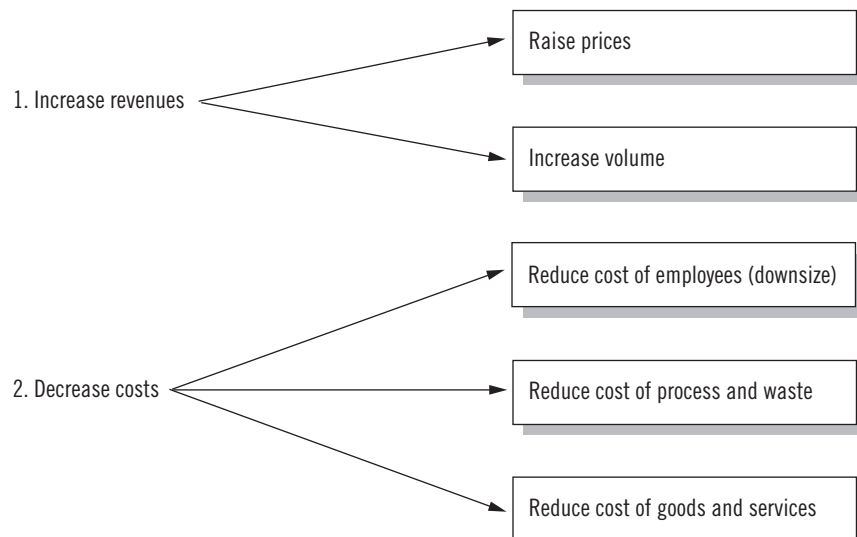 1. Increase revenues
Raise prices
Increase volume
2. Decrease costs
Reduce cost of employees (downsize)
Reduce cost of process and waste
Reduce cost of goods and services